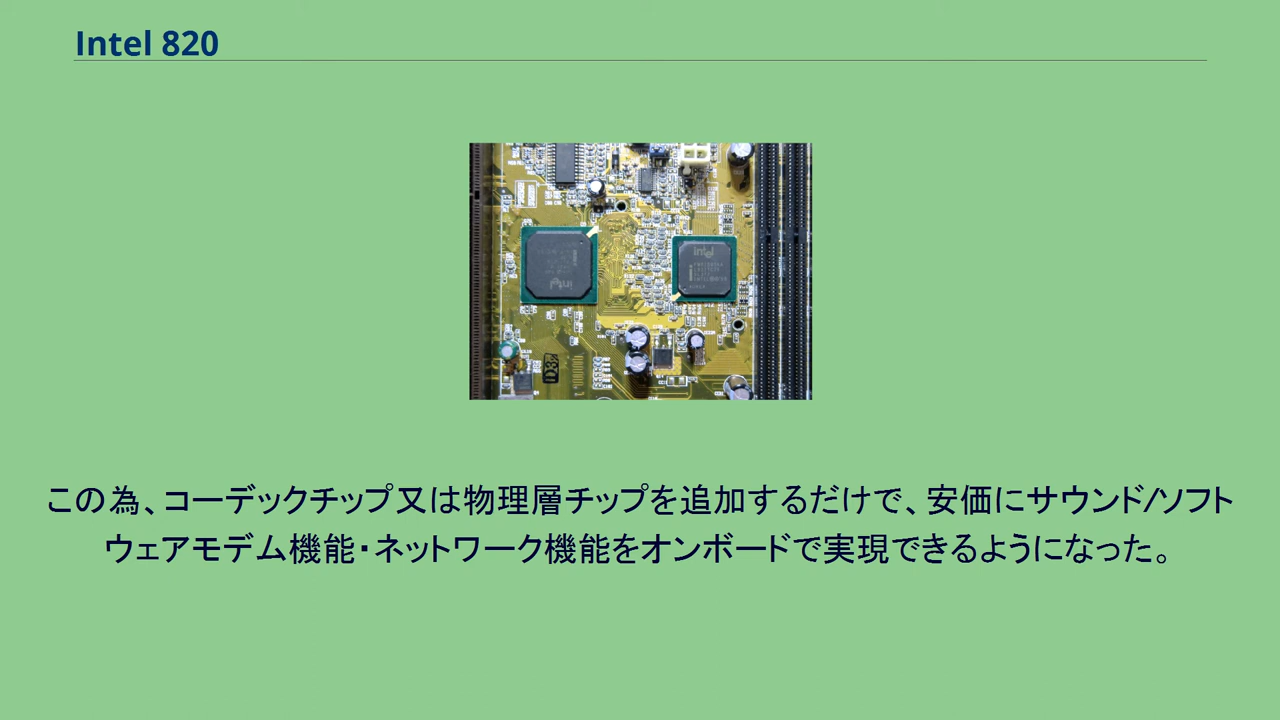 Intel 820
intel
intel
この為、コーデックチップ又は物理層チップを追加するだけで、安価にサウンド/ソフト
ウェアモデム機能・ネットワーク機能をオンボードで実現できるようになった。